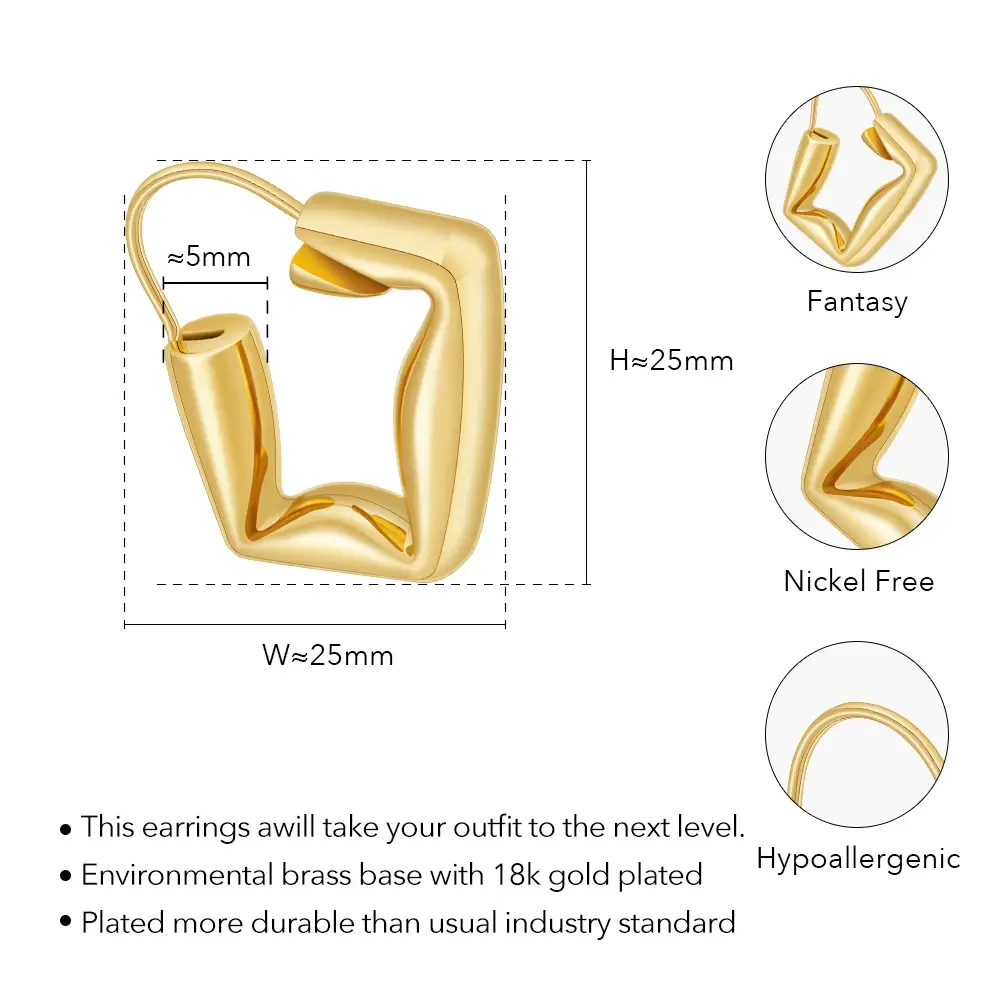 ≈5mm
H≈25mm
W≈25mm
Fantasy
Nickel Free
Hypoallergenic
• This earrings awill take your outfit to the next level.
• Environmental brass base with 18k gold plated
• Plated more durable than usual industry standard